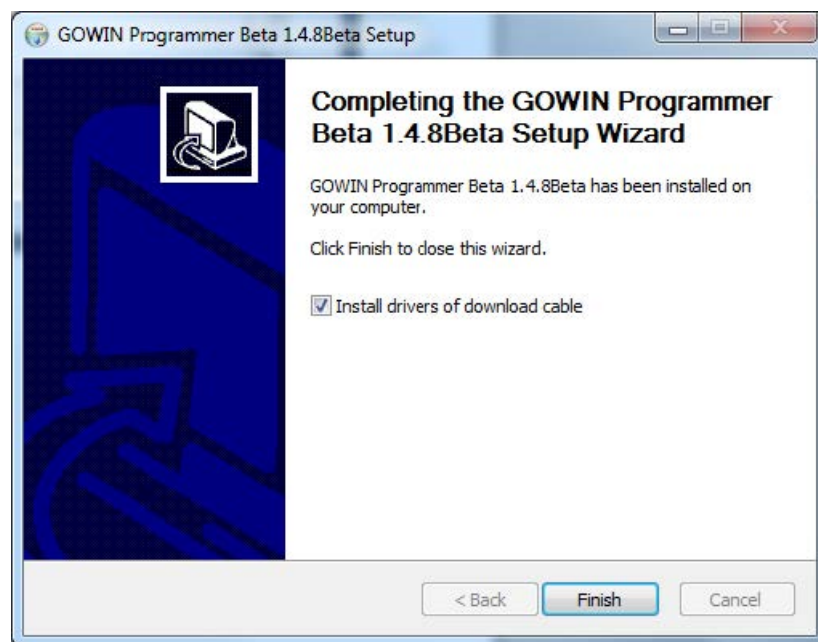 GOWIN Programmer Beta 1.4.8Beta Setup
Completing the GOWIN Programmer
Beta 1.4.8Beta Setup Wizard
GOWIN Programmer Beta 1.4.8Beta has been installed on
your computer.
Click Finish to close this wizard.
Install drivers of download cable
< Back
Finish
Cancel